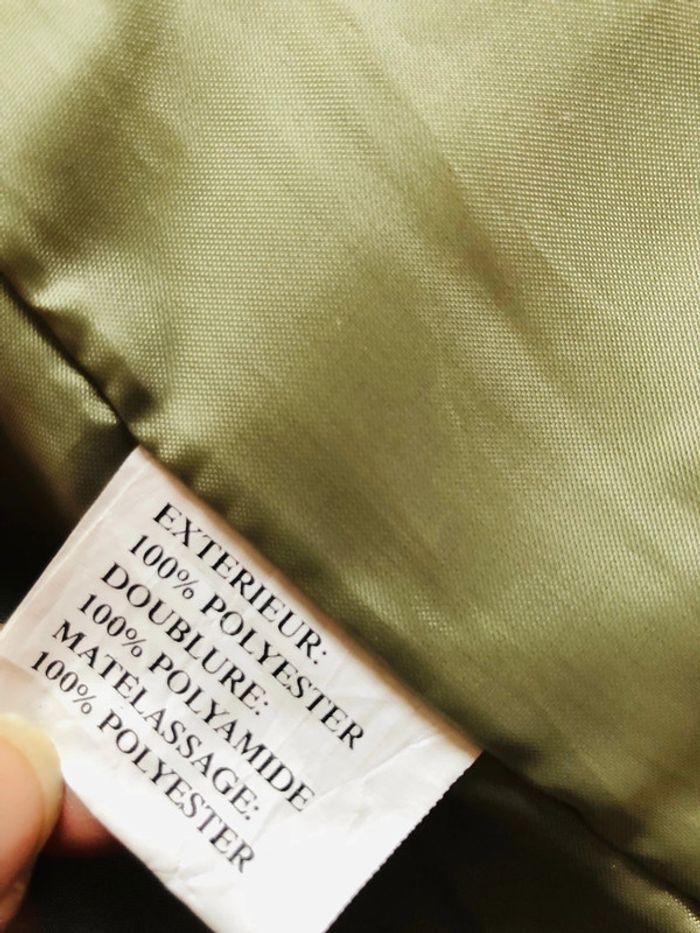 EXTERIEUR:
100% POLYESTER
DOUBLURE:
100% POLYAMIDE
MATELASSAGE:
100% POLYESTER